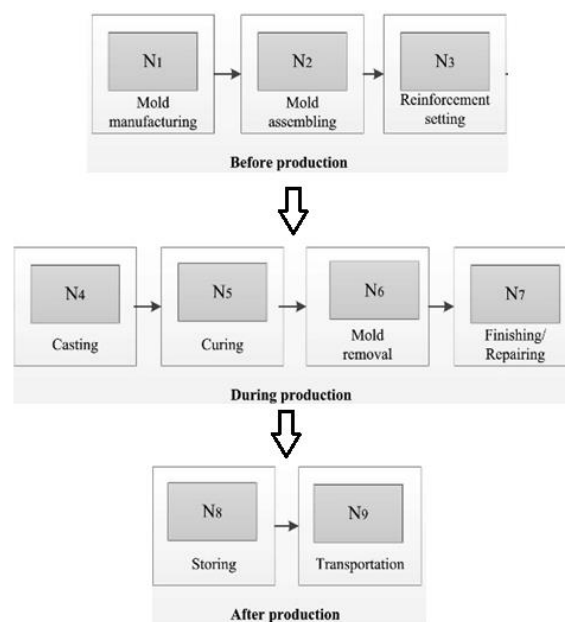 N1
N2
N3
Mold
manufacturing
Mold
assembling
Reinforcement
setting
Before production
N4
N5
N6
N7
Casting
Curing
Mold
removal
Finishing/
Repairing
During production
N8
N9
Storing
Transportation
After production